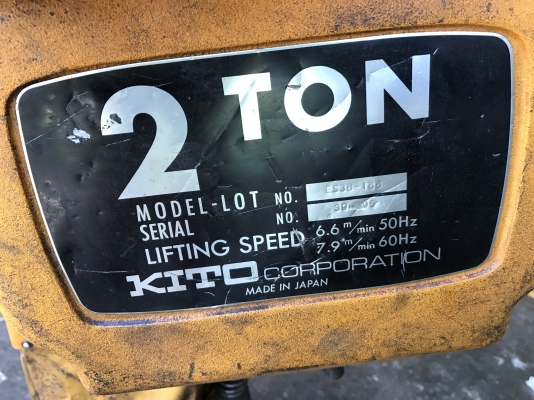 2 TON
MODEL-LOT NO.
SERIAL NO.
LIFTING SPEED 6.6 m/min 50Hz
7.9 m/min 60Hz
KITO CORPORATION
MADE IN JAPAN